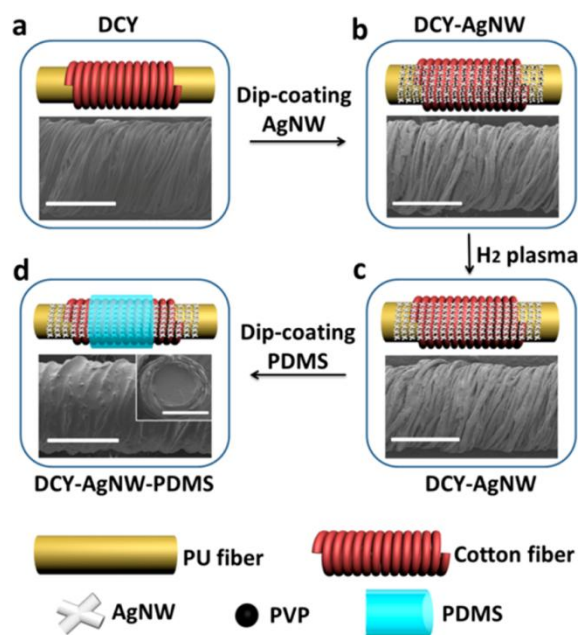 a
DCY
b
DCY-AgNW
Dip-coating
AgNW
H2 plasma
d
c
Dip-coating
PDMS
DCY-AgNW-PDMS
DCY-AgNW
PU fiber
Cotton fiber
AgNW
PVP
PDMS